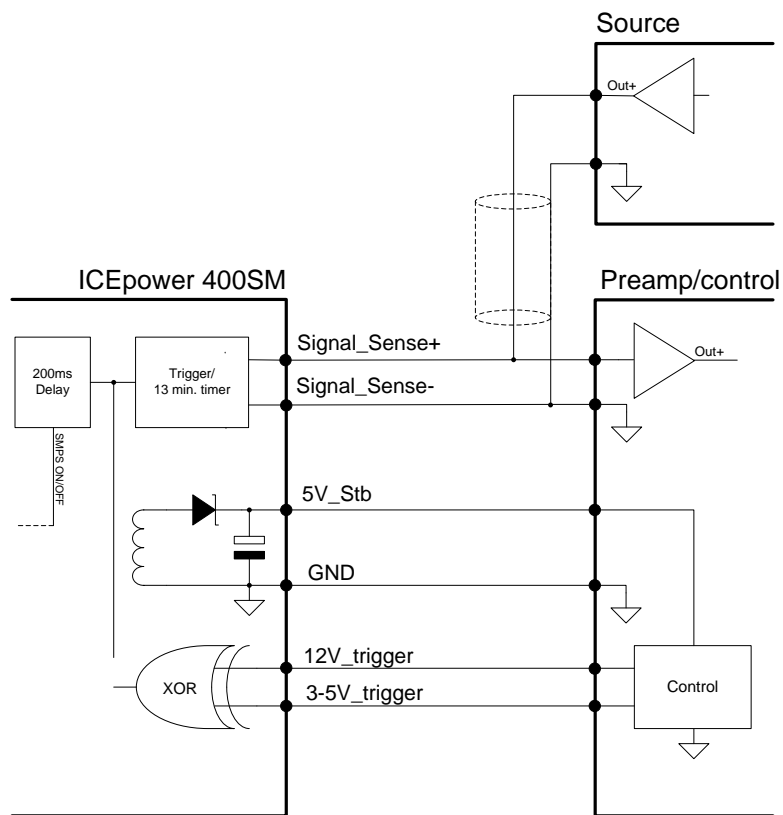 Source
Out+
ICEpower 400SM
Preamp/control
Signal_Sense+
Out+
200ms
Delay
Trigger/
13 min. timer
Signal_Sense-
SMPS ON/OFF
5V_Stb
GND
12V_trigger
XOR
Control
3-5V_trigger